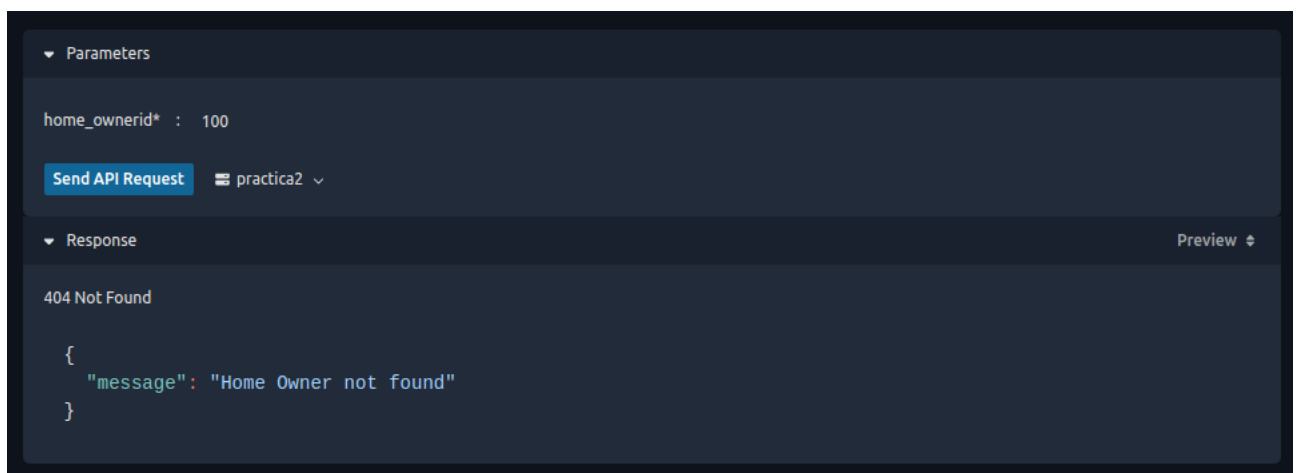 Parameters
home_ownerid* : 100
Send API Request practica2
Response Preview
404 Not Found
{
"message": "Home Owner not found"
}